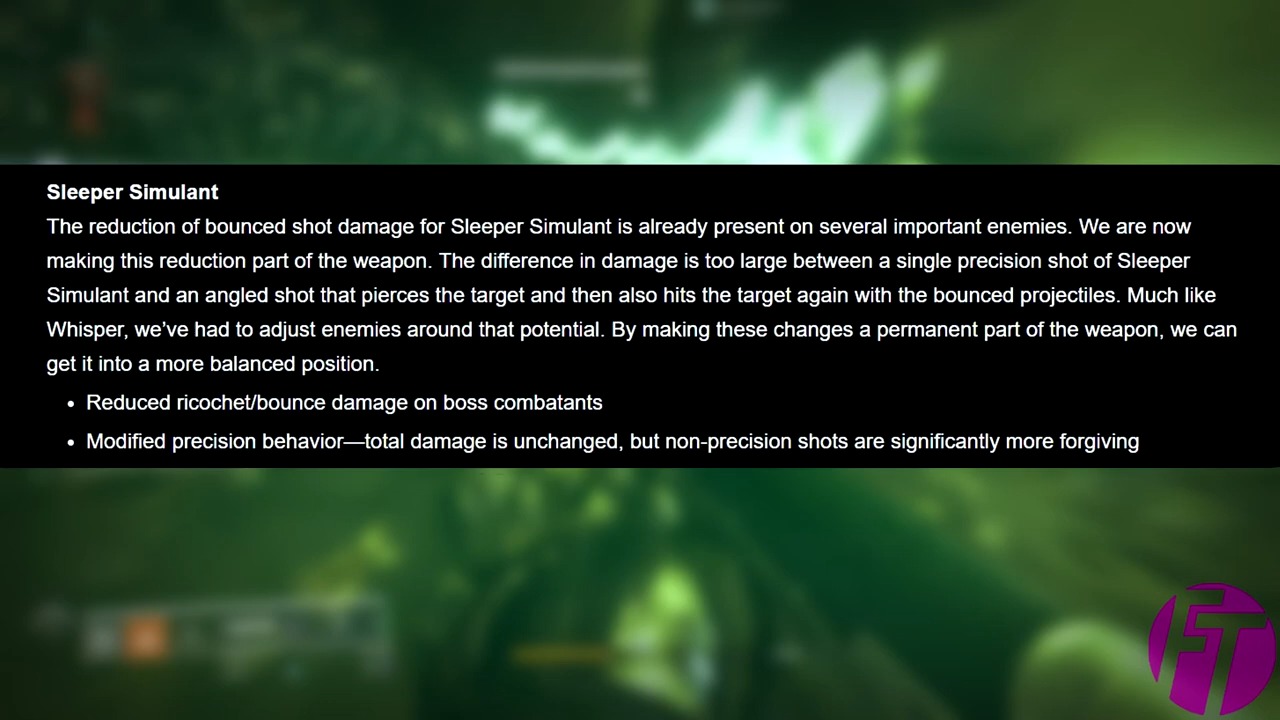 Sleeper Simulant
The reduction of bounced shot damage for Sleeper Simulant is already present on several important enemies. We are now
making this reduction part of the weapon. The difference in damage is too large between a single precision shot of Sleeper
Simulant and an angled shot that pierces the target and then also hits the target again with the bounced projectiles. Much like
Whisper, we’ve had to adjust enemies around that potential. By making these changes a permanent part of the weapon, we can
get it into a more balanced position.
• Reduced ricochet/bounce damage on boss combatants
• Modified precision behavior—total damage is unchanged, but non-precision shots are significantly more forgiving
FT